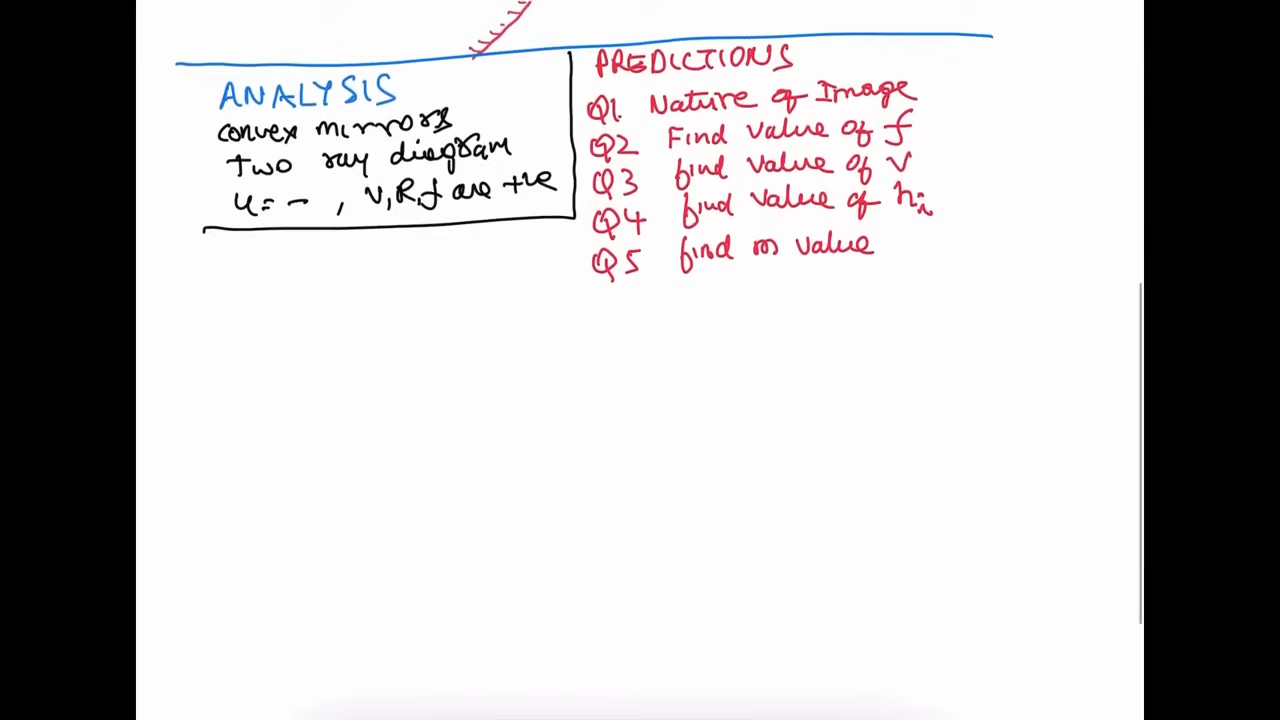 ANALYSIS
convex mirrors
two ray diagram
u = - , v, R, f are +ve
PREDICTIONS
Q1. Nature of Image
Q2 Find value of f
Q3 find value of v
Q4 find value of hi
Q5 find m value